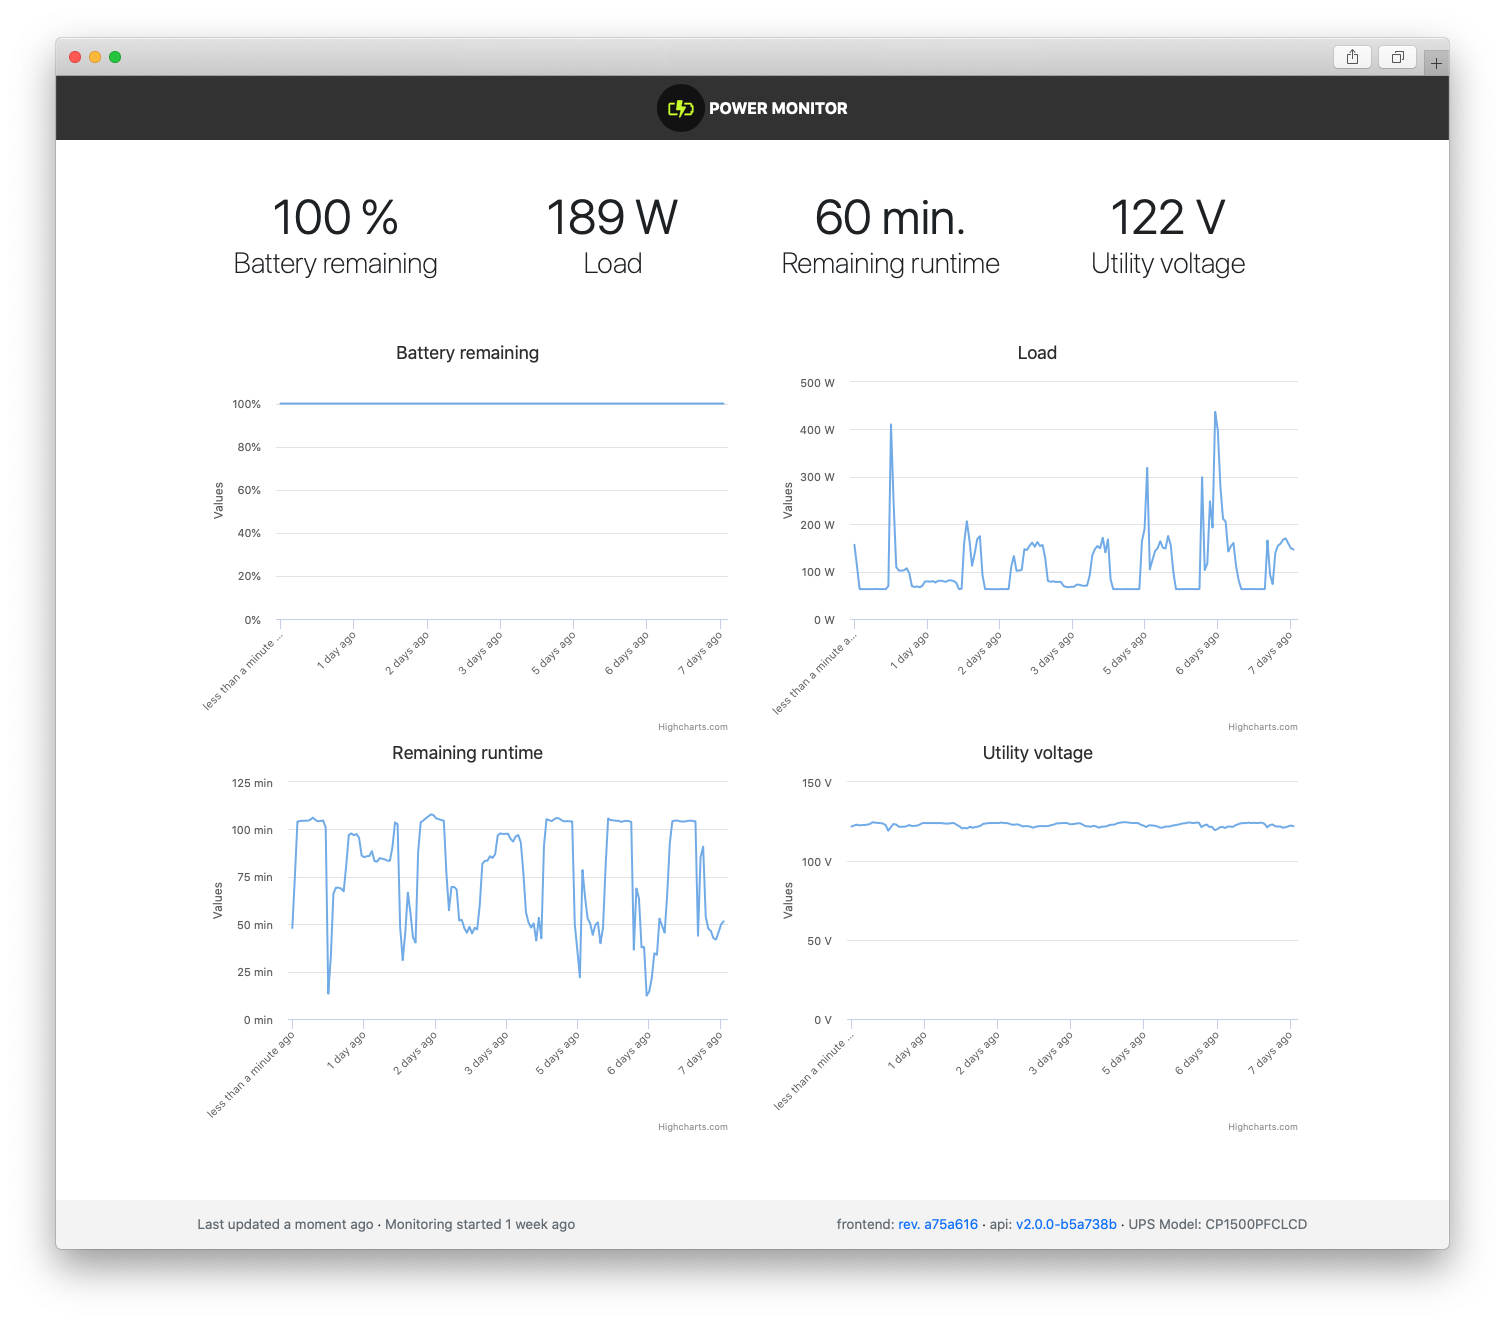 POWER MONITOR
100 %
Battery remaining
189 W
Load
60 min.
Remaining runtime
122 V
Utility voltage
Battery remaining
Values
100%
80%
60%
40%
20%
0%
less than a minute ...
1 day ago
2 days ago
3 days ago
5 days ago
6 days ago
7 days ago
Highcharts.com
Load
Values
500 W
400 W
300 W
200 W
100 W
0 W
less than a minute a...
1 day ago
2 days ago
3 days ago
5 days ago
6 days ago
7 days ago
Highcharts.com
Remaining runtime
Values
125 min
100 min
75 min
50 min
25 min
0 min
less than a minute ago
1 day ago
2 days ago
3 days ago
5 days ago
6 days ago
7 days ago
Highcharts.com
Utility voltage
Values
150 V
100 V
50 V
0 V
less than a minute ...
1 day ago
2 days ago
3 days ago
5 days ago
6 days ago
7 days ago
Highcharts.com
Last updated a moment ago · Monitoring started 1 week ago
frontend: rev. a75a616 · api: v2.0.0-b5a738b · UPS Model: CP1500PFCLCD